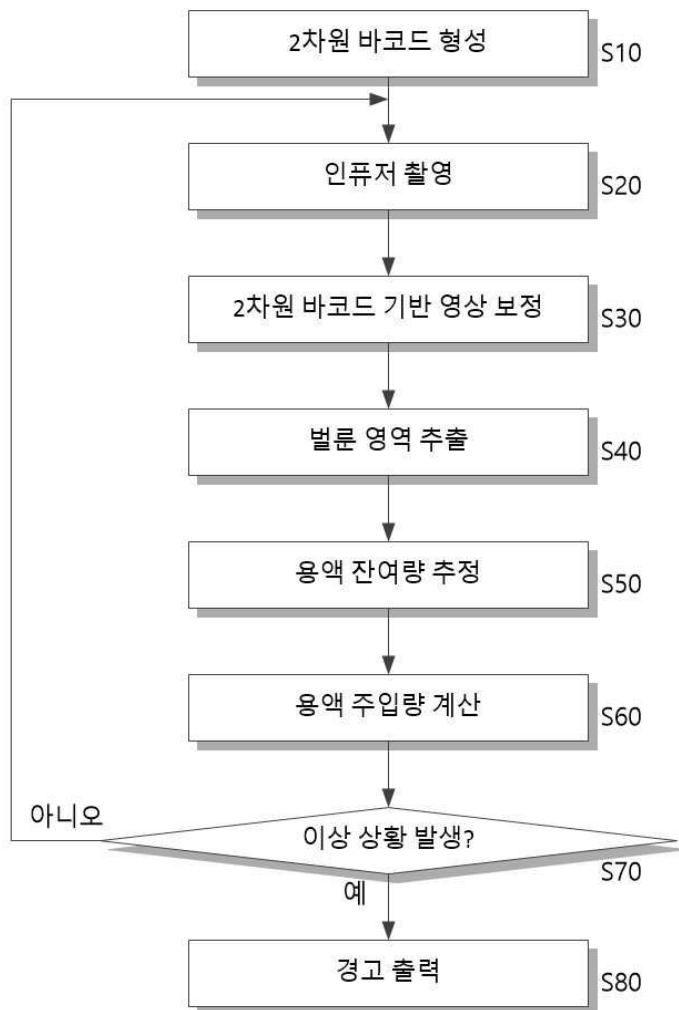 2차원 바코드 형성
S10
인퓨저 촬영
S20
2차원 바코드 기반 영상 보정
S30
벌룬 영역 추출
S40
용액 잔여량 추정
S50
용액 주입량 계산
S60
아니오
이상 상황 발생?
S70
예
경고 출력
S80